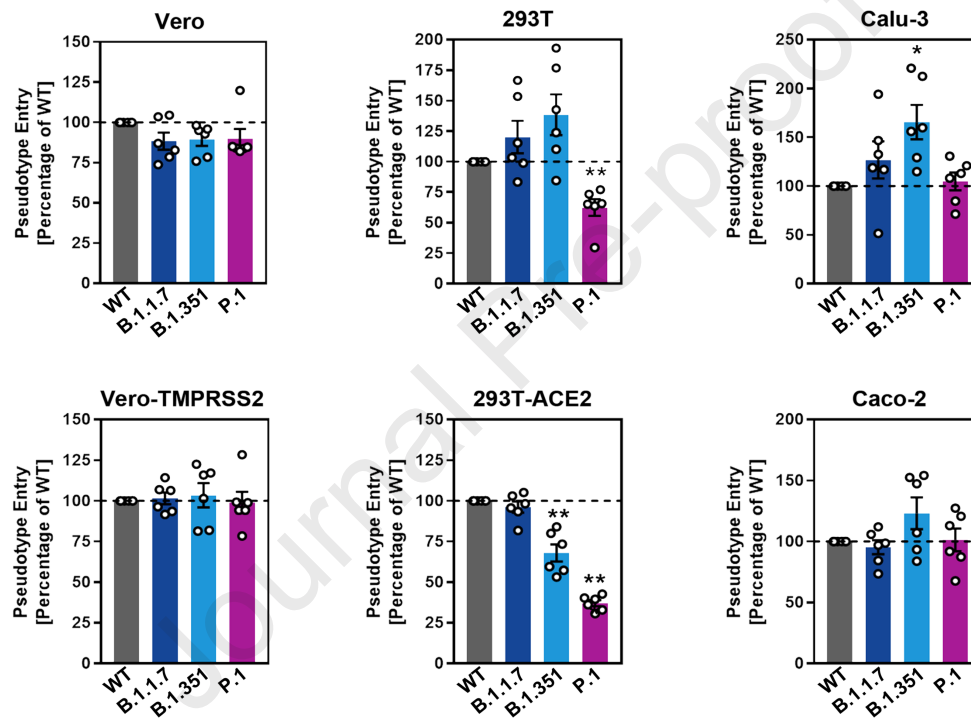 Vero
Pseudotype Entry
[Percentage of WT]
150
125
100
75
50
25
0
WT
B.1.1.7
B.1.351
P.1
293T
Pseudotype Entry
[Percentage of WT]
200
175
150
125
100
75
50
25
0
**
WT
B.1.1.7
B.1.351
P.1
Calu-3
Pseudotype Entry
[Percentage of WT]
250
200
150
100
50
0
*
WT
B.1.1.7
B.1.351
P.1
Vero-TMPRSS2
Pseudotype Entry
[Percentage of WT]
150
125
100
75
50
25
0
WT
B.1.1.7
B.1.351
P.1
293T-ACE2
Pseudotype Entry
[Percentage of WT]
150
125
100
75
50
25
0
**
**
WT
B.1.1.7
B.1.351
P.1
Caco-2
Pseudotype Entry
[Percentage of WT]
200
150
100
50
0
WT
B.1.1.7
B.1.351
P.1
Journal Pre-proof